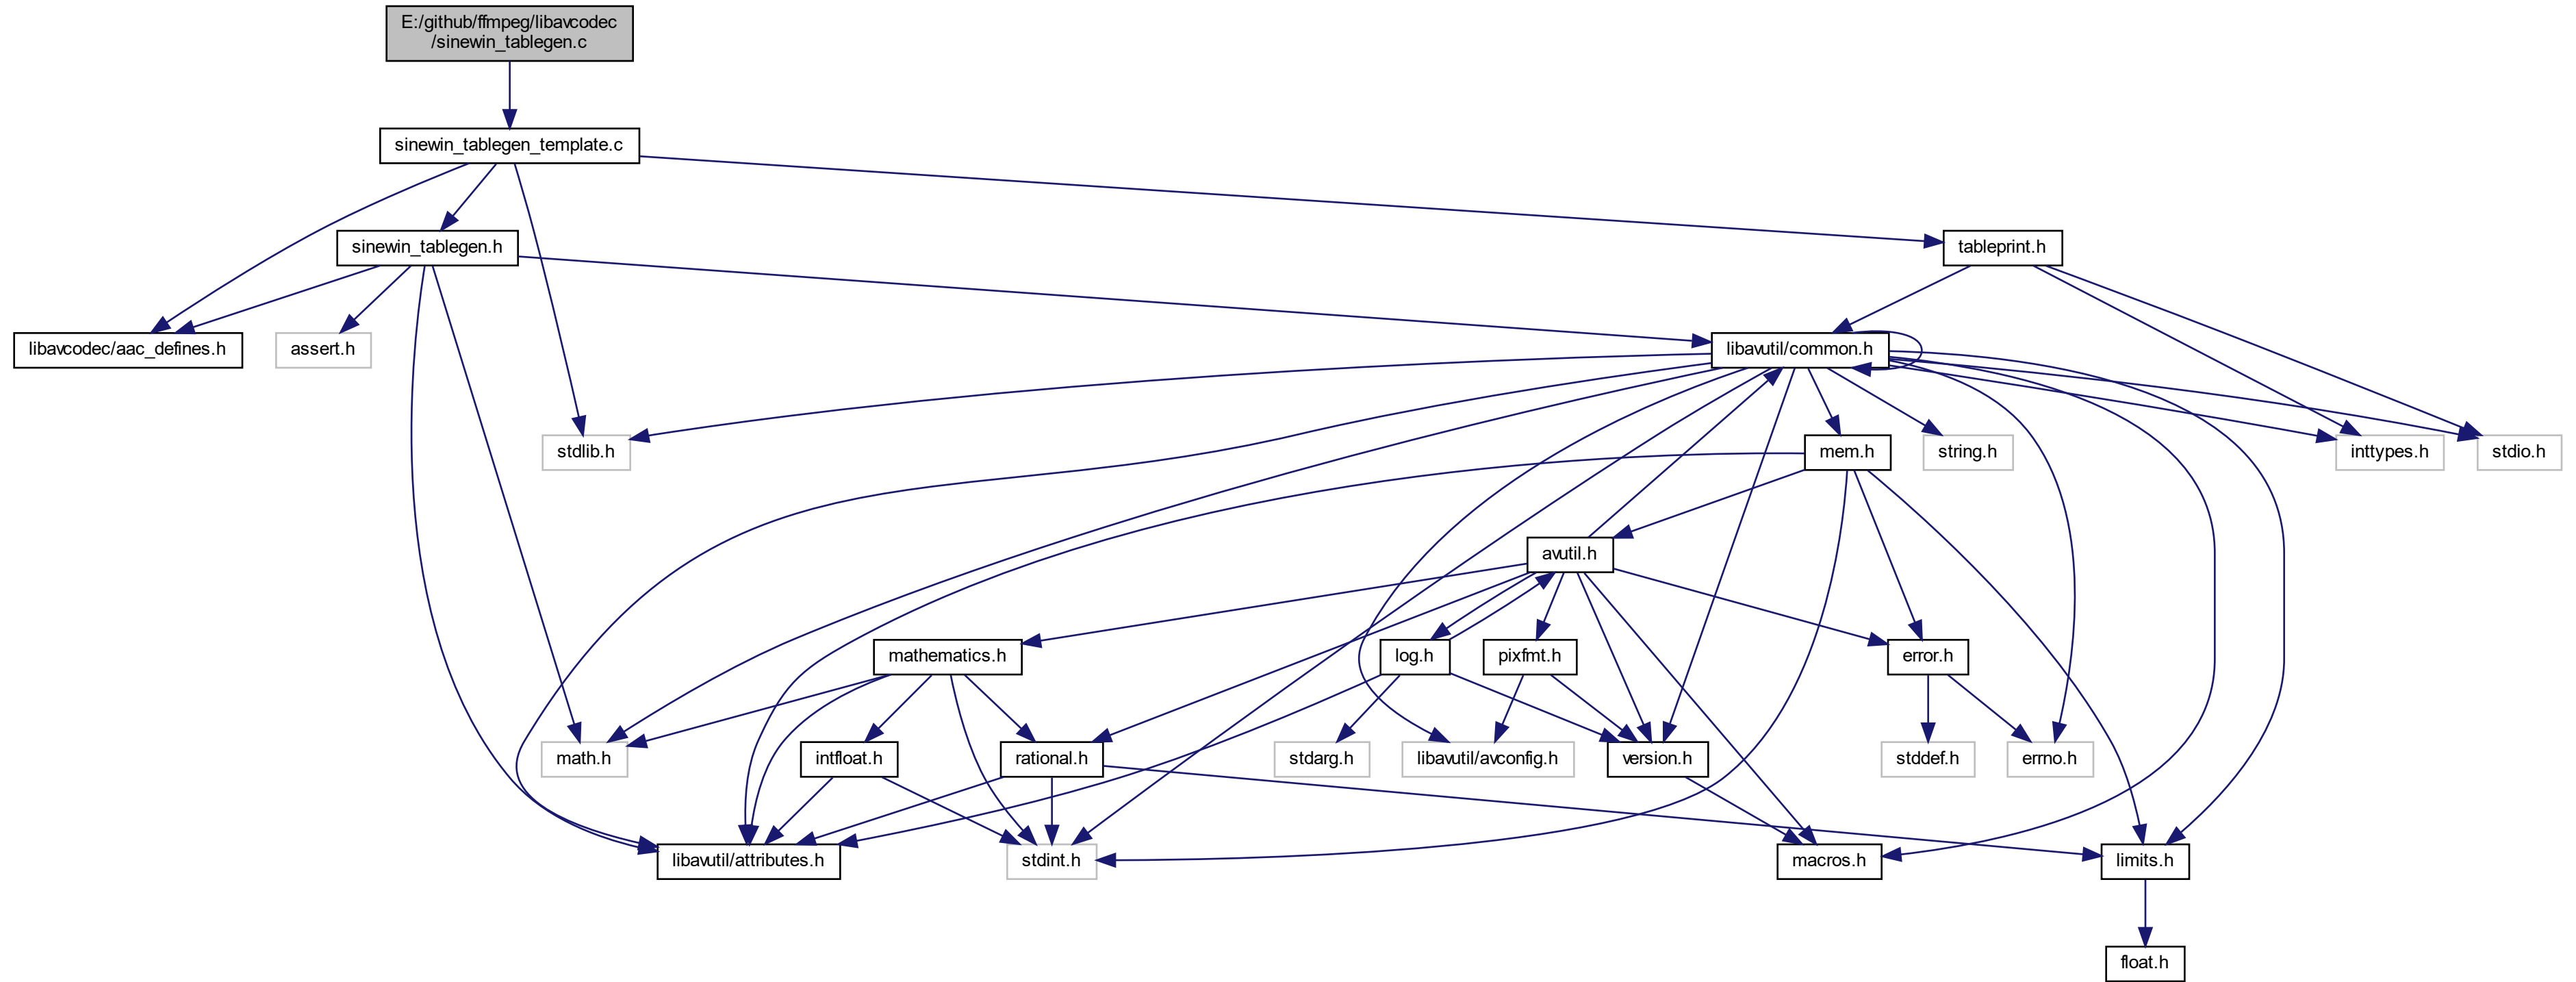 E:/github/ffmpeg/libavcodec
/sinewin_tablegen.c
sinewin_tablegen_template.c
sinewin_tablegen.h
tableprint.h
libavcodec/aac_defines.h
assert.h
libavutil/common.h
stdlib.h
mem.h
string.h
inttypes.h
stdio.h
avutil.h
mathematics.h
log.h
pixfmt.h
error.h
math.h
intfloat.h
rational.h
stdarg.h
libavutil/avconfig.h
version.h
stddef.h
errno.h
libavutil/attributes.h
stdint.h
macros.h
limits.h
float.h